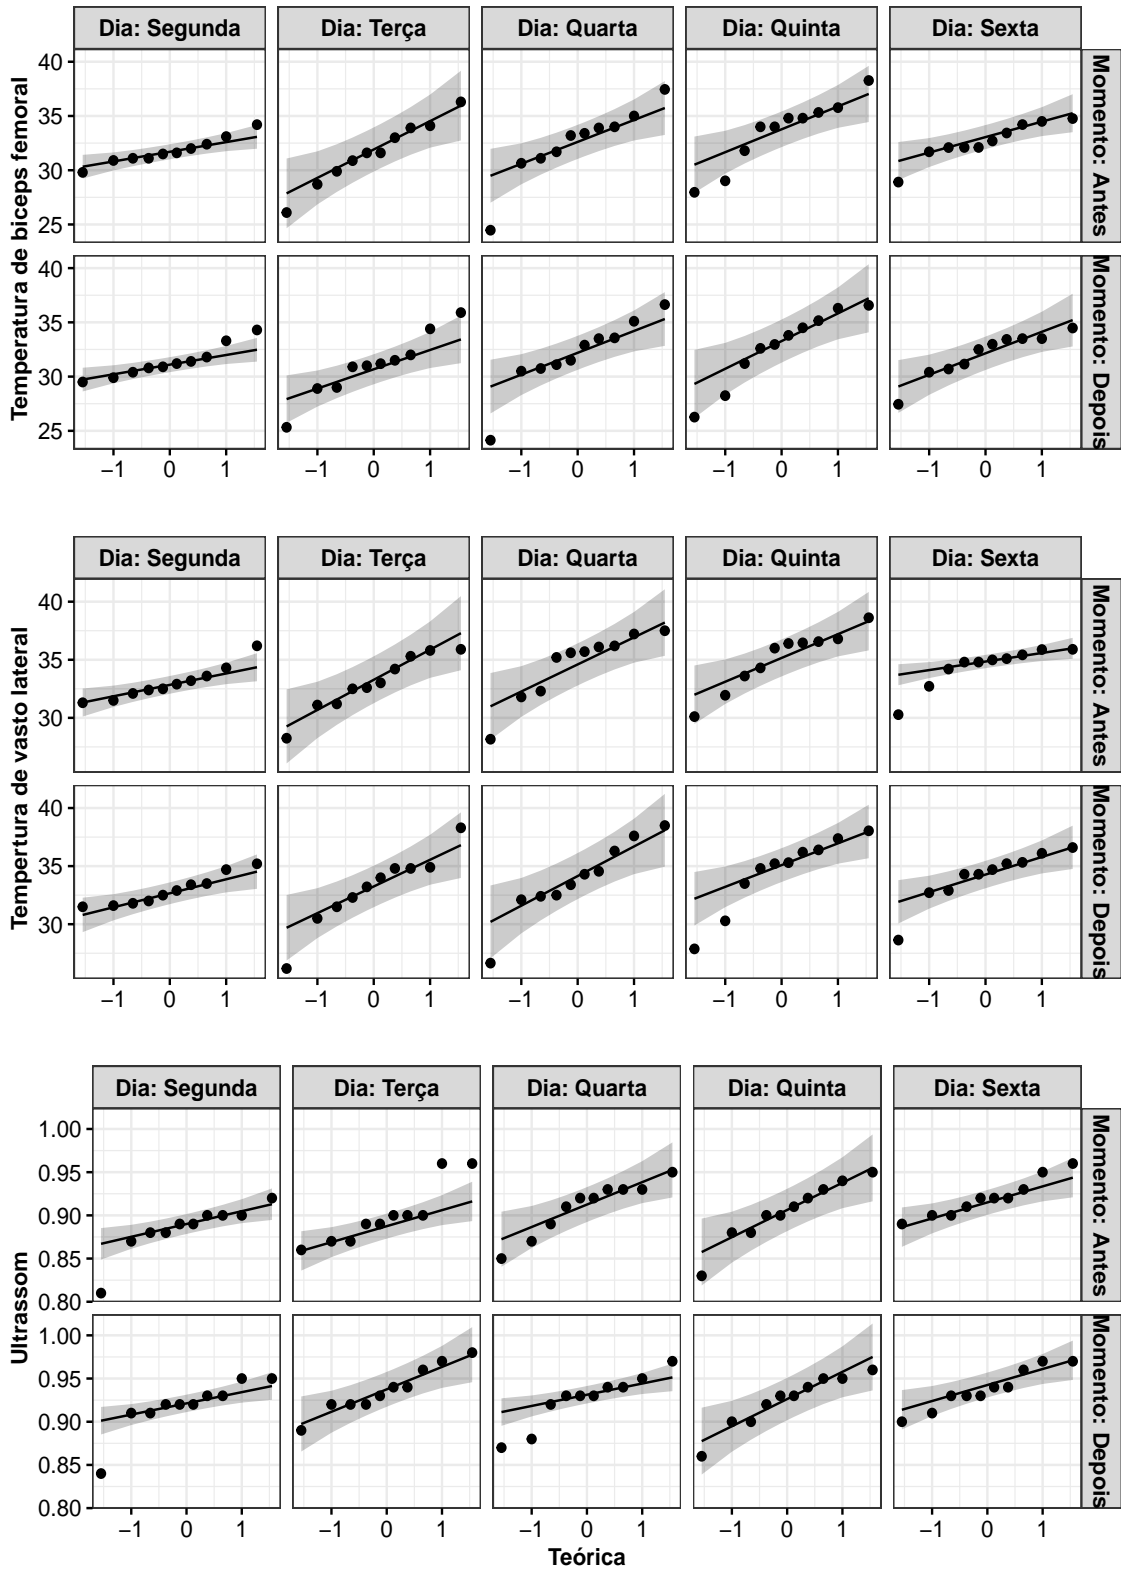 Dia: Segunda Dia: Terça Dia: Quarta Dia: Quinta Dia: Sexta
Temperatura de biceps femoral
40
35
30
25
Momento: Antes
40
35
30
25
Momento: Depois
−1 0 1 −1 0 1 −1 0 1 −1 0 1 −1 0 1
Dia: Segunda Dia: Terça Dia: Quarta Dia: Quinta Dia: Sexta
Tempertura de vasto lateral
40
35
30
Momento: Antes
40
35
30
Momento: Depois
−1 0 1 −1 0 1 −1 0 1 −1 0 1 −1 0 1
Dia: Segunda Dia: Terça Dia: Quarta Dia: Quinta Dia: Sexta
Ultrassom
1.00
0.95
0.90
0.85
0.80
Momento: Antes
1.00
0.95
0.90
0.85
0.80
Momento: Depois
−1 0 1 −1 0 1 −1 0 1 −1 0 1 −1 0 1
Teórica